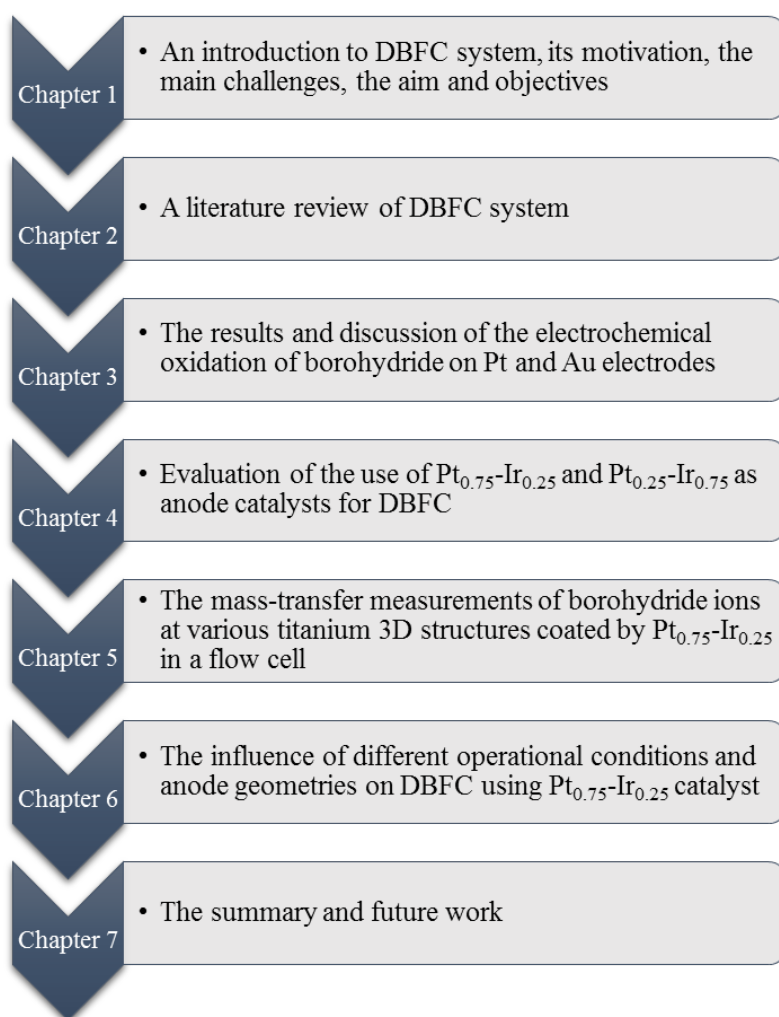 Chapter 1
• An introduction to DBFC system, its motivation, the
main challenges, the aim and objectives
Chapter 2
• A literature review of DBFC system
Chapter 3
• The results and discussion of the electrochemical
oxidation of borohydride on Pt and Au electrodes
Chapter 4
• Evaluation of the use of Pt₀.₇₅-Ir₀.₂₅ and Pt₀.₂₅-Ir₀.₇₅ as
anode catalysts for DBFC
Chapter 5
• The mass-transfer measurements of borohydride ions
at various titanium 3D structures coated by Pt₀.₇₅-Ir₀.₂₅
in a flow cell
Chapter 6
• The influence of different operational conditions and
anode geometries on DBFC using Pt₀.₇₅-Ir₀.₂₅ catalyst
Chapter 7
• The summary and future work